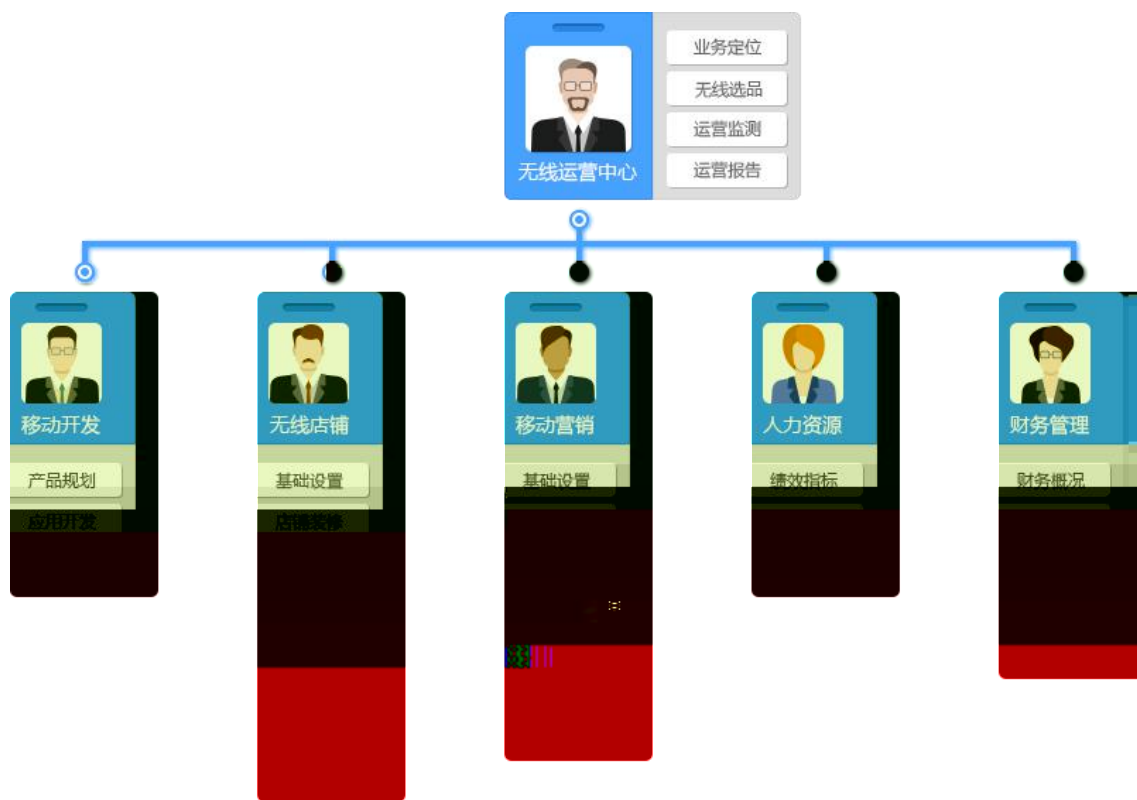 业务定位
无线选品
运营监测
运营报告
无线运营中心
移动开发
无线店铺
移动营销
人力资源
财务管理
产品规划
基础设置
基础设置
绩效指标
财务概况
应用开发
店铺装修